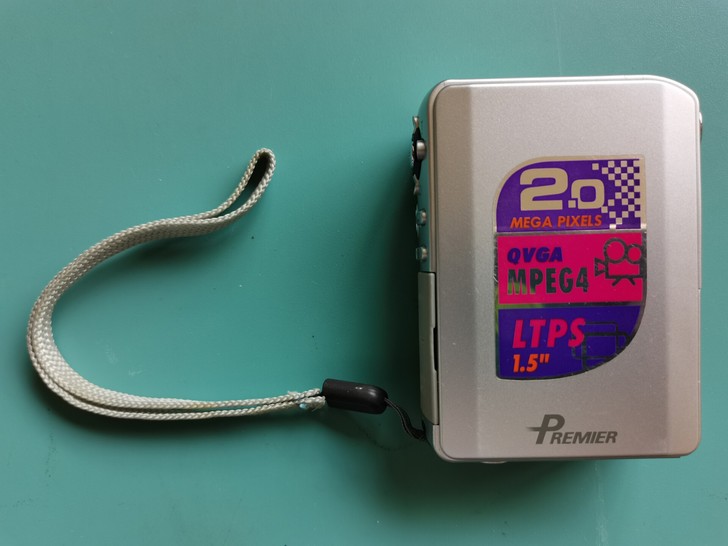 2.0
MEGA PIXELS
QVGA
MPEG4
LTPS
1.5"
PREMIER